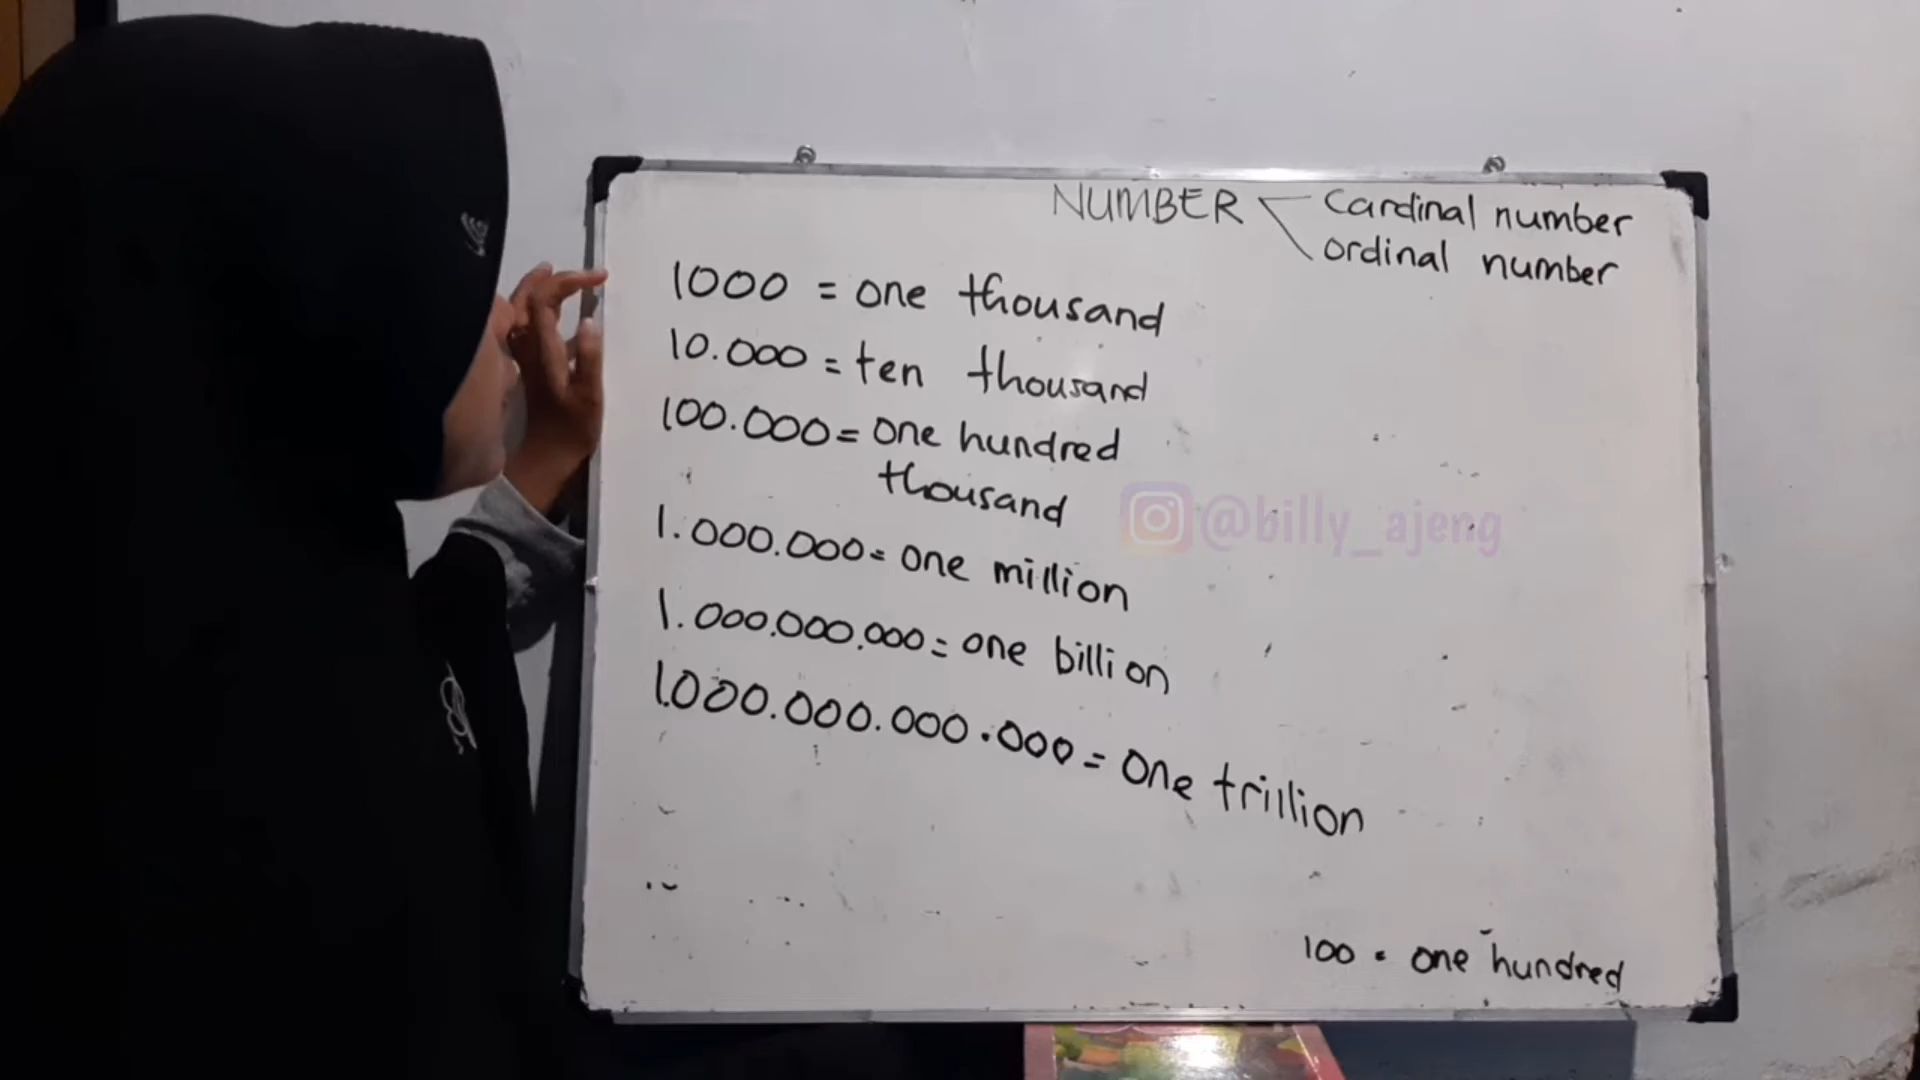 NUMBER
Cardinal number
ordinal number
1000 = one thousand
10.000 = ten thousand
100.000 = one hundred
thousand
1.000.000 = one million
1.000.000.000 = one billion
1.000.000.000.000 = one trillion
@billy_ajeng
100 = one hundred